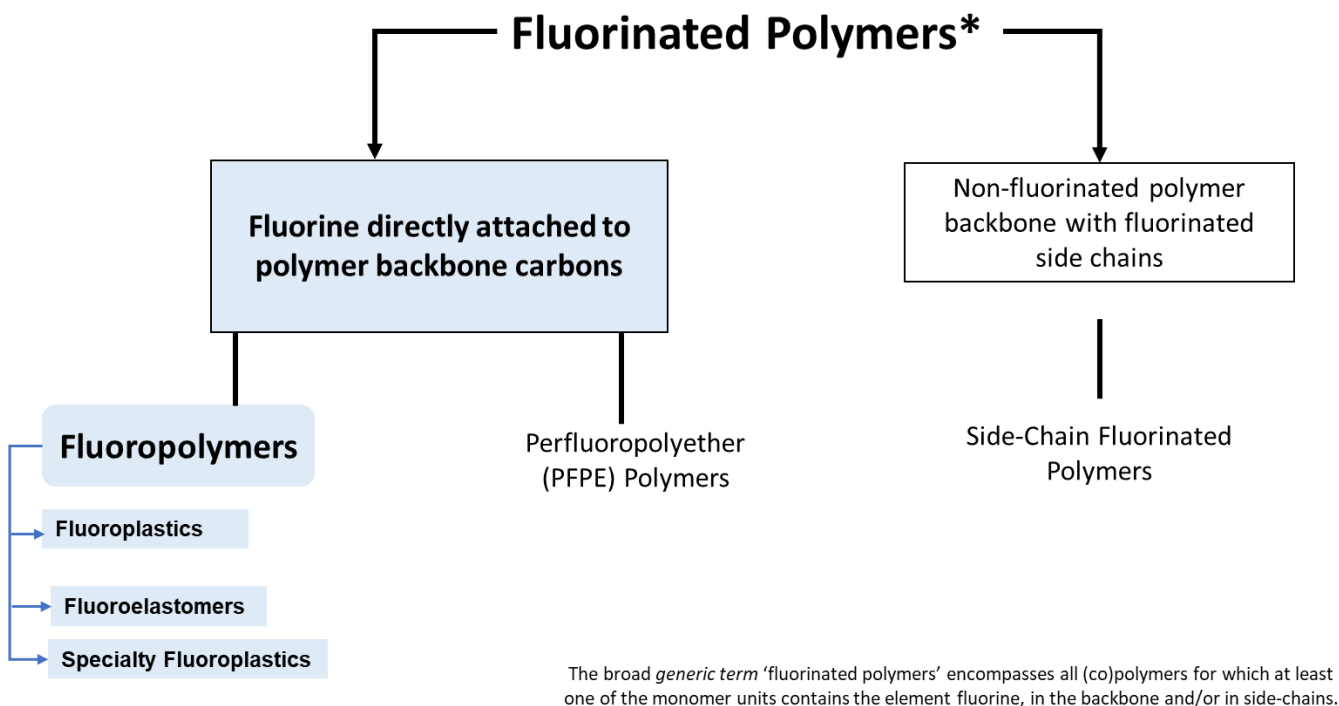 Fluorinated Polymers*
Fluorine directly attached to
polymer backbone carbons
Non-fluorinated polymer
backbone with fluorinated
side chains
Fluoropolymers
Perfluoropolyether
(PFPE) Polymers
Side-Chain Fluorinated
Polymers
Fluoroplastics
Fluoroelastomers
Specialty Fluoroplastics
The broad generic term ‘fluorinated polymers’ encompasses all (co)polymers for which at least
one of the monomer units contains the element fluorine, in the backbone and/or in side-chains.